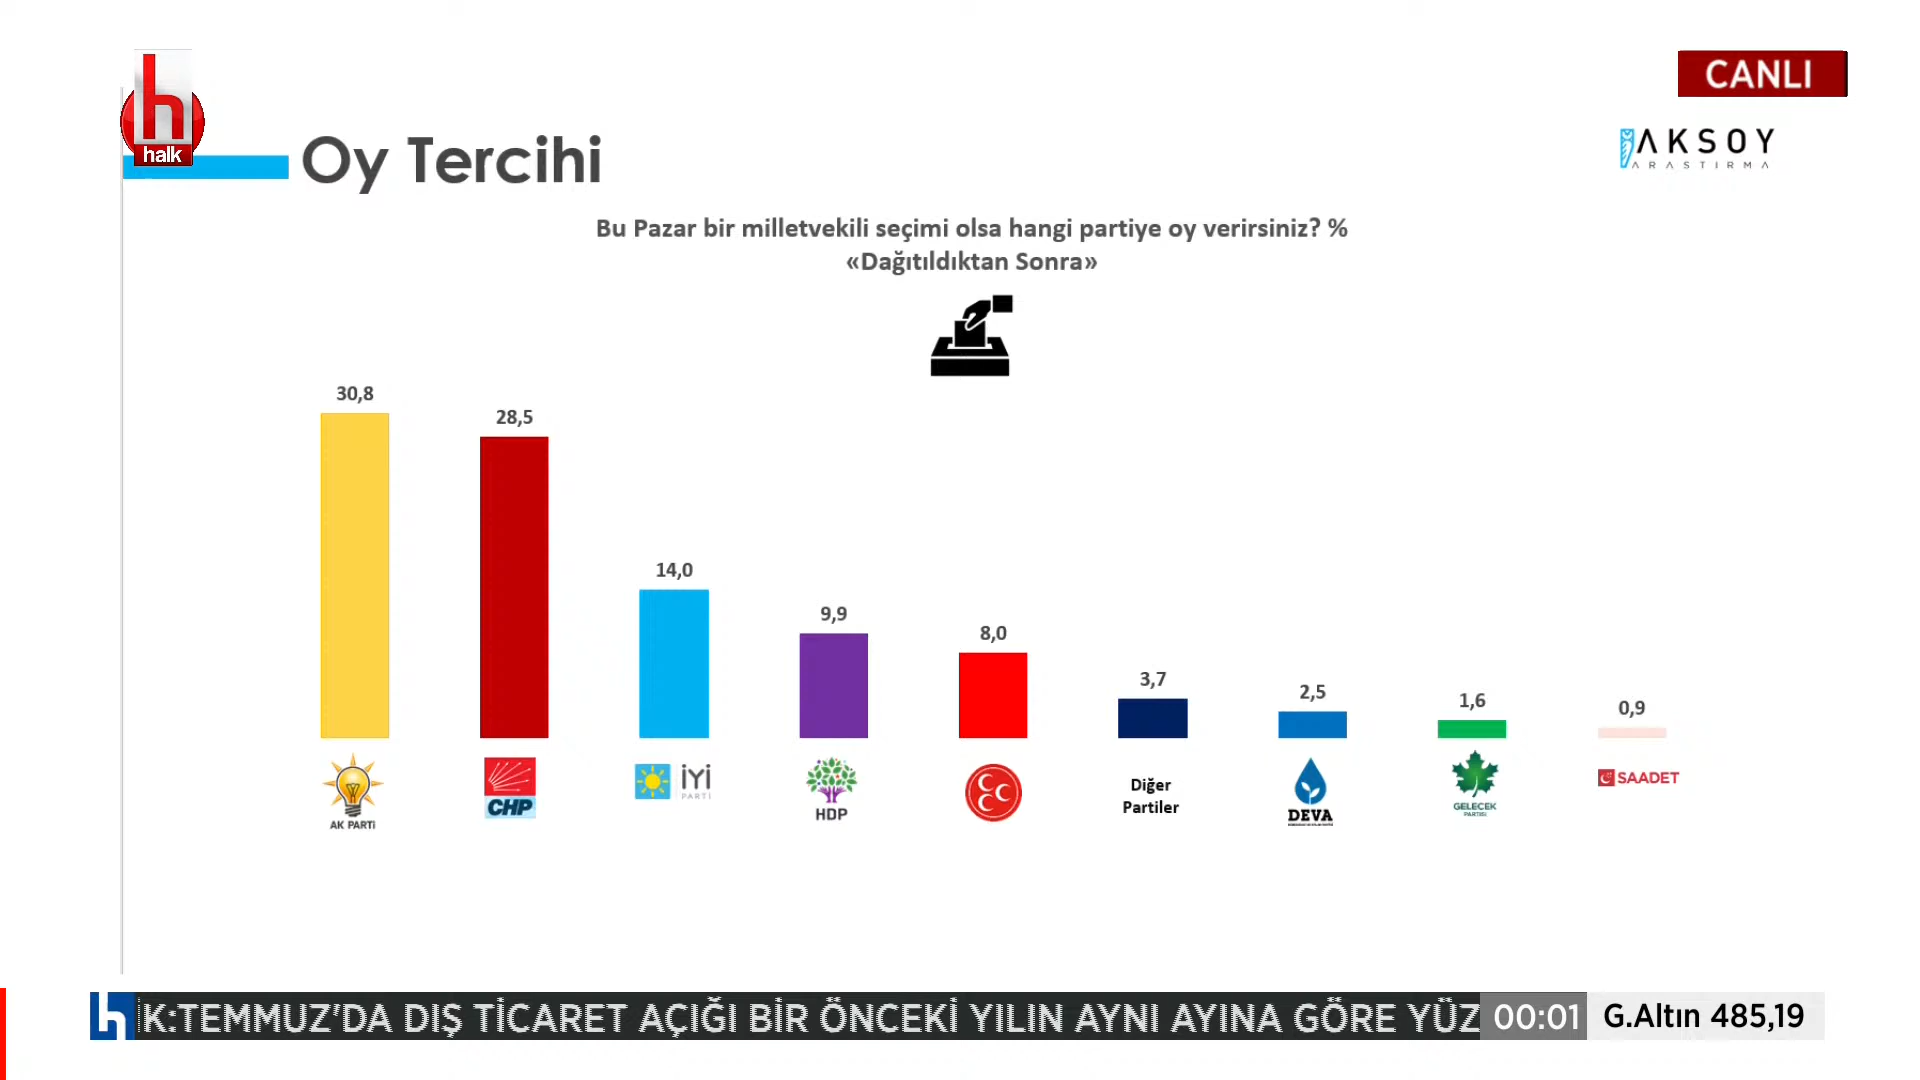 halk
CANLI
AKSOY
ARASTIRMA
Oy Tercihi
Bu Pazar bir milletvekili seçimi olsa hangi partiye oy verirsiniz? %
«Dağıtıldıktan Sonra»
30,8
28,5
14,0
9,9
8,0
3,7
2,5
1,6
0,9
AK PARTi
CHP
İYİ
PARTİ
HDP
Diğer
Partiler
DEVA
GELECEK
PARTİSİ
SAADET
İK:TEMMUZ'DA DIŞ TİCARET AÇIĞI BİR ÖNCEKİ YILIN AYNI AYINA GÖRE YÜZ
00:01
G.Altın 485,19